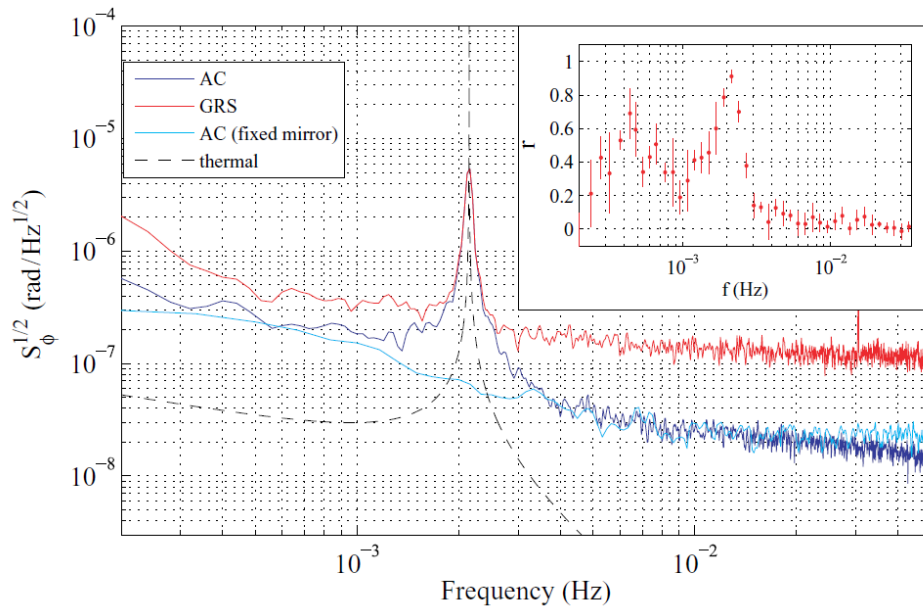 10⁻⁴
10⁻⁵
10⁻⁶
10⁻⁷
10⁻⁸
S_ϕ^1/2 (rad/Hz^1/2)
AC
GRS
AC (fixed mirror)
thermal
1
0.8
0.6
0.4
0.2
0
r
10⁻³ 10⁻²
f (Hz)
10⁻³ 10⁻²
Frequency (Hz)